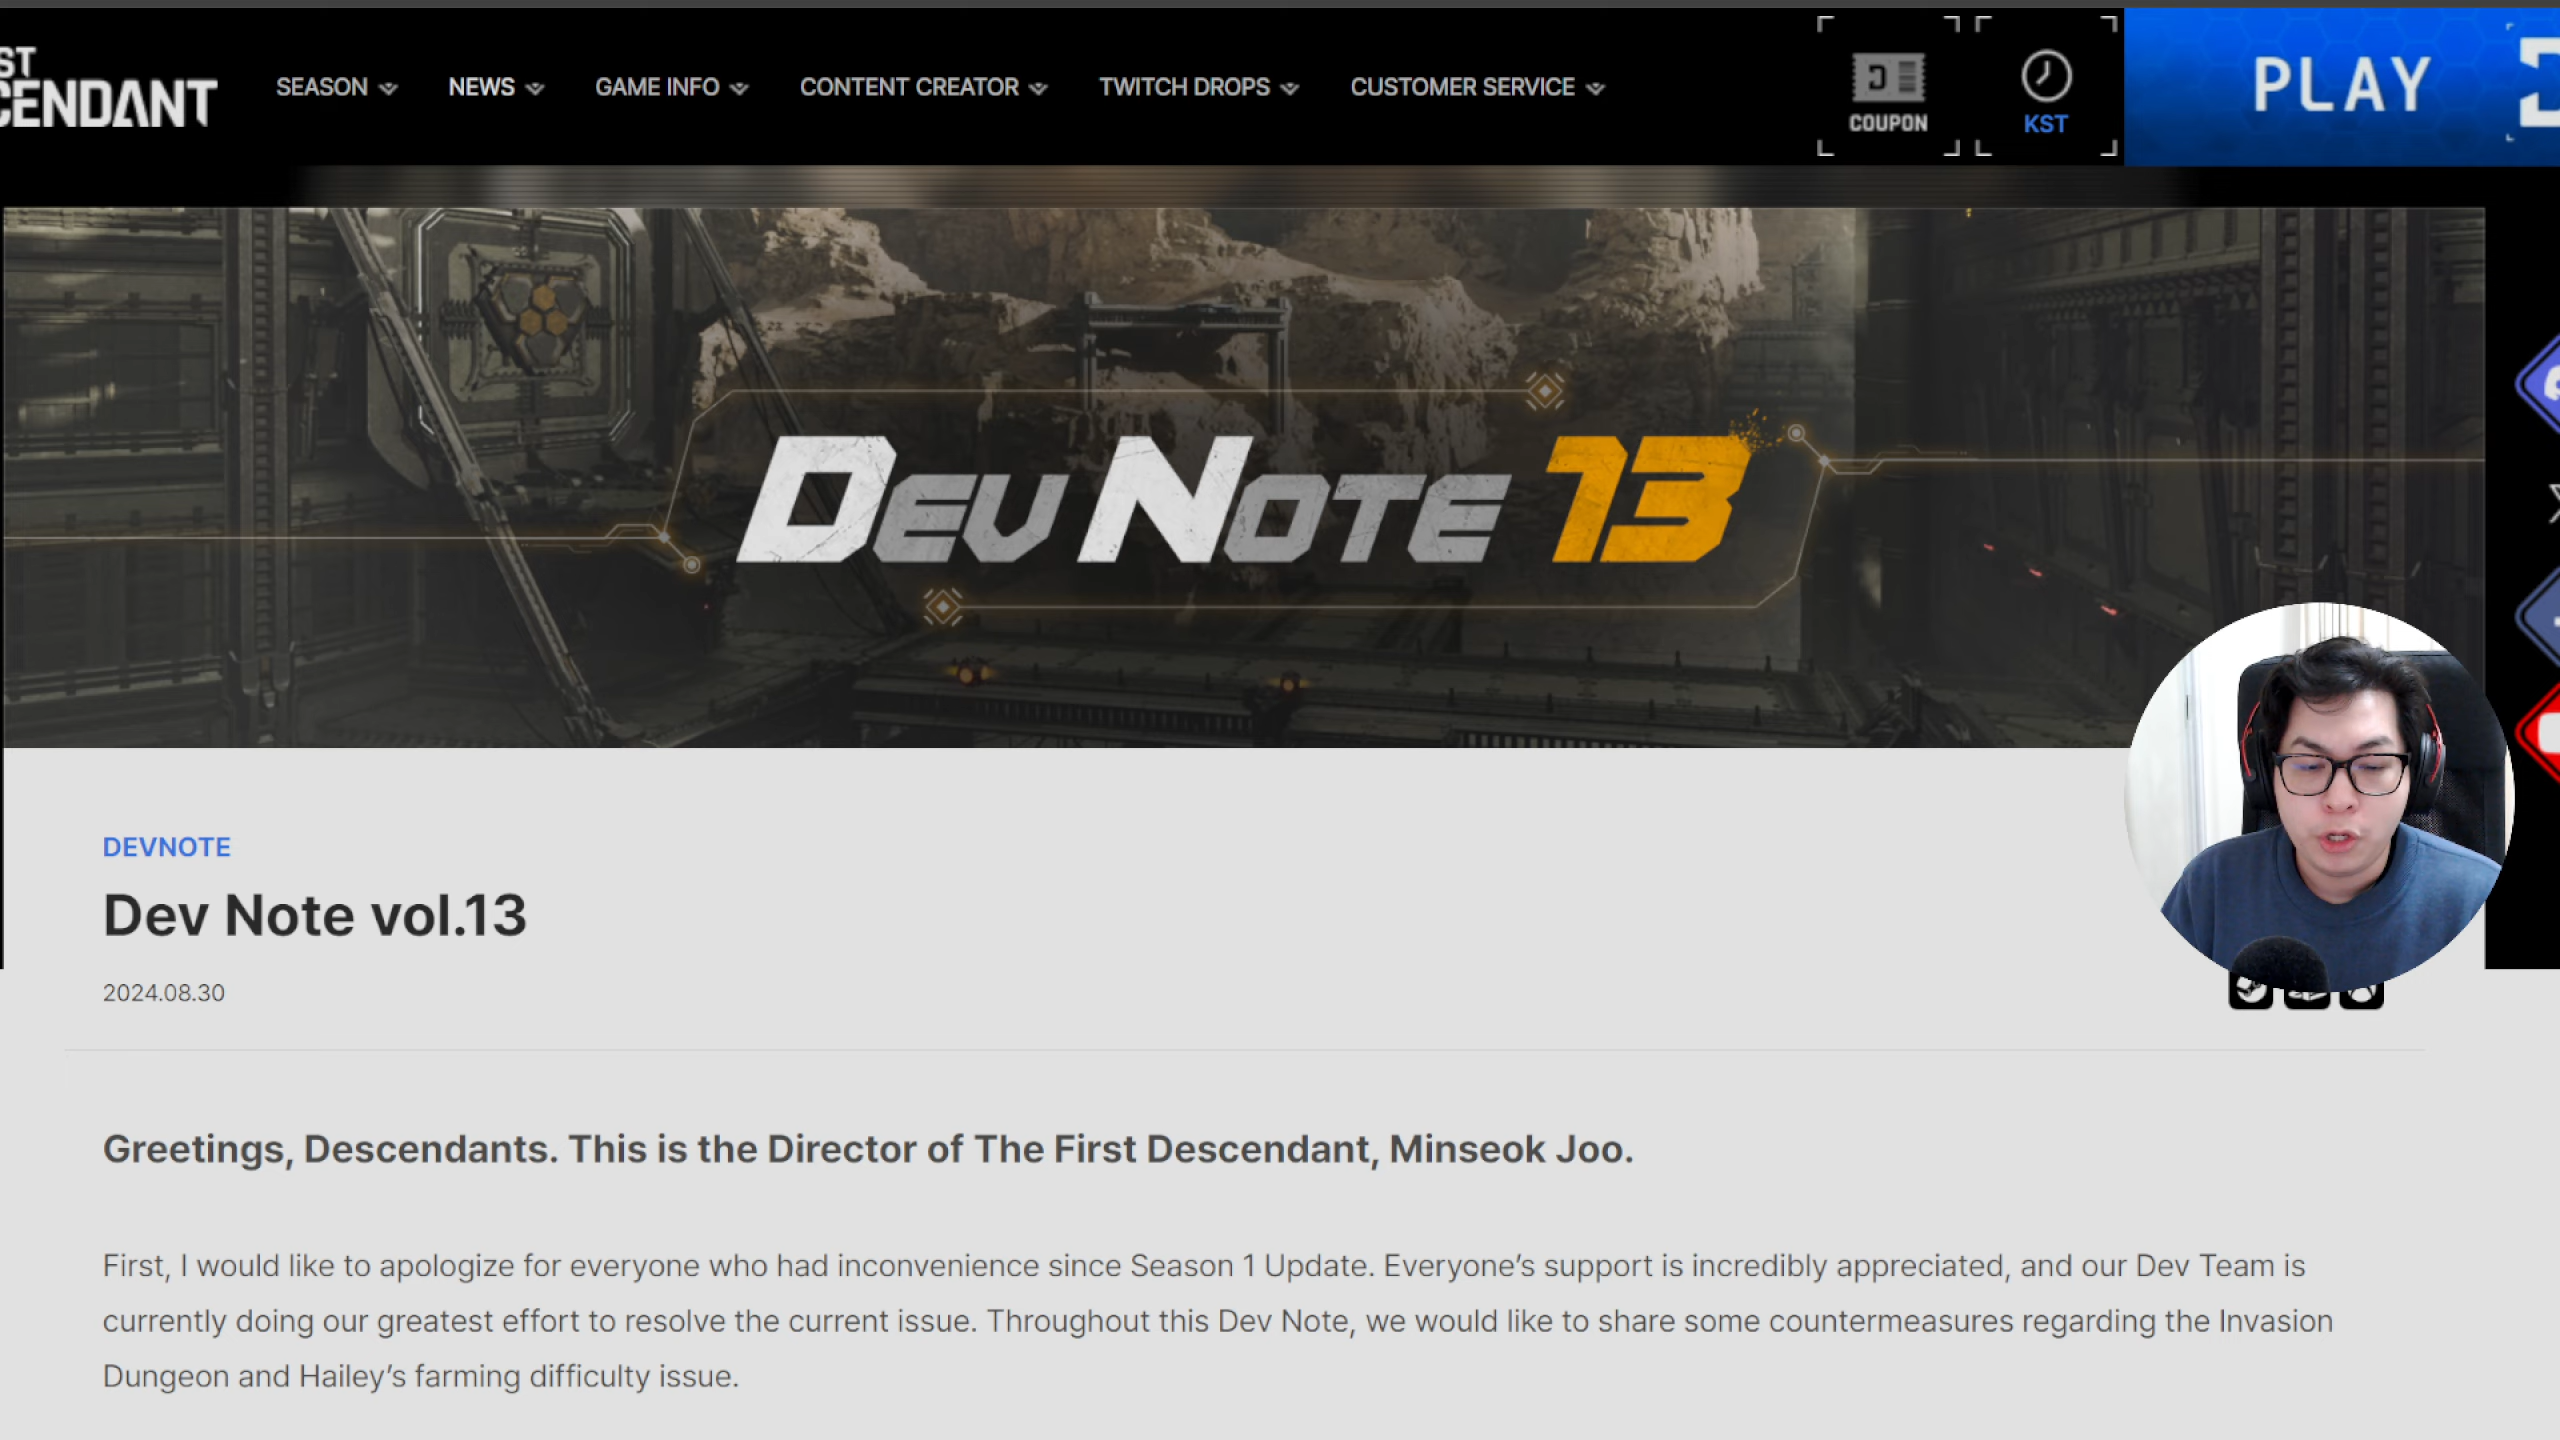 ST
CENDANT
SEASON
NEWS
GAME INFO
CONTENT CREATOR
TWITCH DROPS
CUSTOMER SERVICE
COUPON
KST
PLAY
DEV NOTE 13
DEVNOTE
Dev Note vol.13
2024.08.30
Greetings, Descendants. This is the Director of The First Descendant, Minseok Joo.
First, I would like to apologize for everyone who had inconvenience since Season 1 Update. Everyone’s support is incredibly appreciated, and our Dev Team is
currently doing our greatest effort to resolve the current issue. Throughout this Dev Note, we would like to share some countermeasures regarding the Invasion
Dungeon and Hailey’s farming difficulty issue.